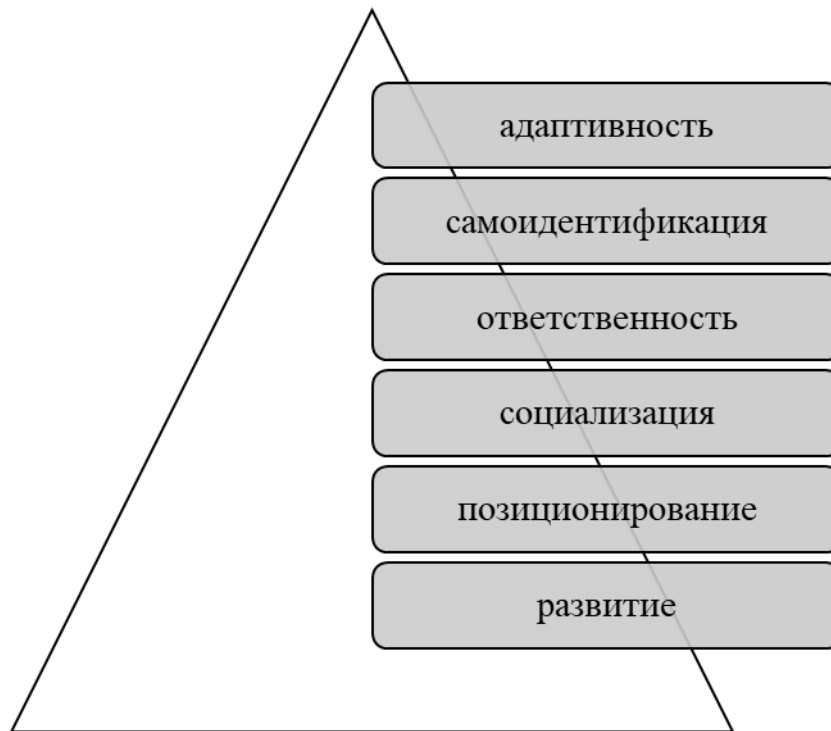 адаптивность
самоидентификация
ответственность
социализация
позиционирование
развитие